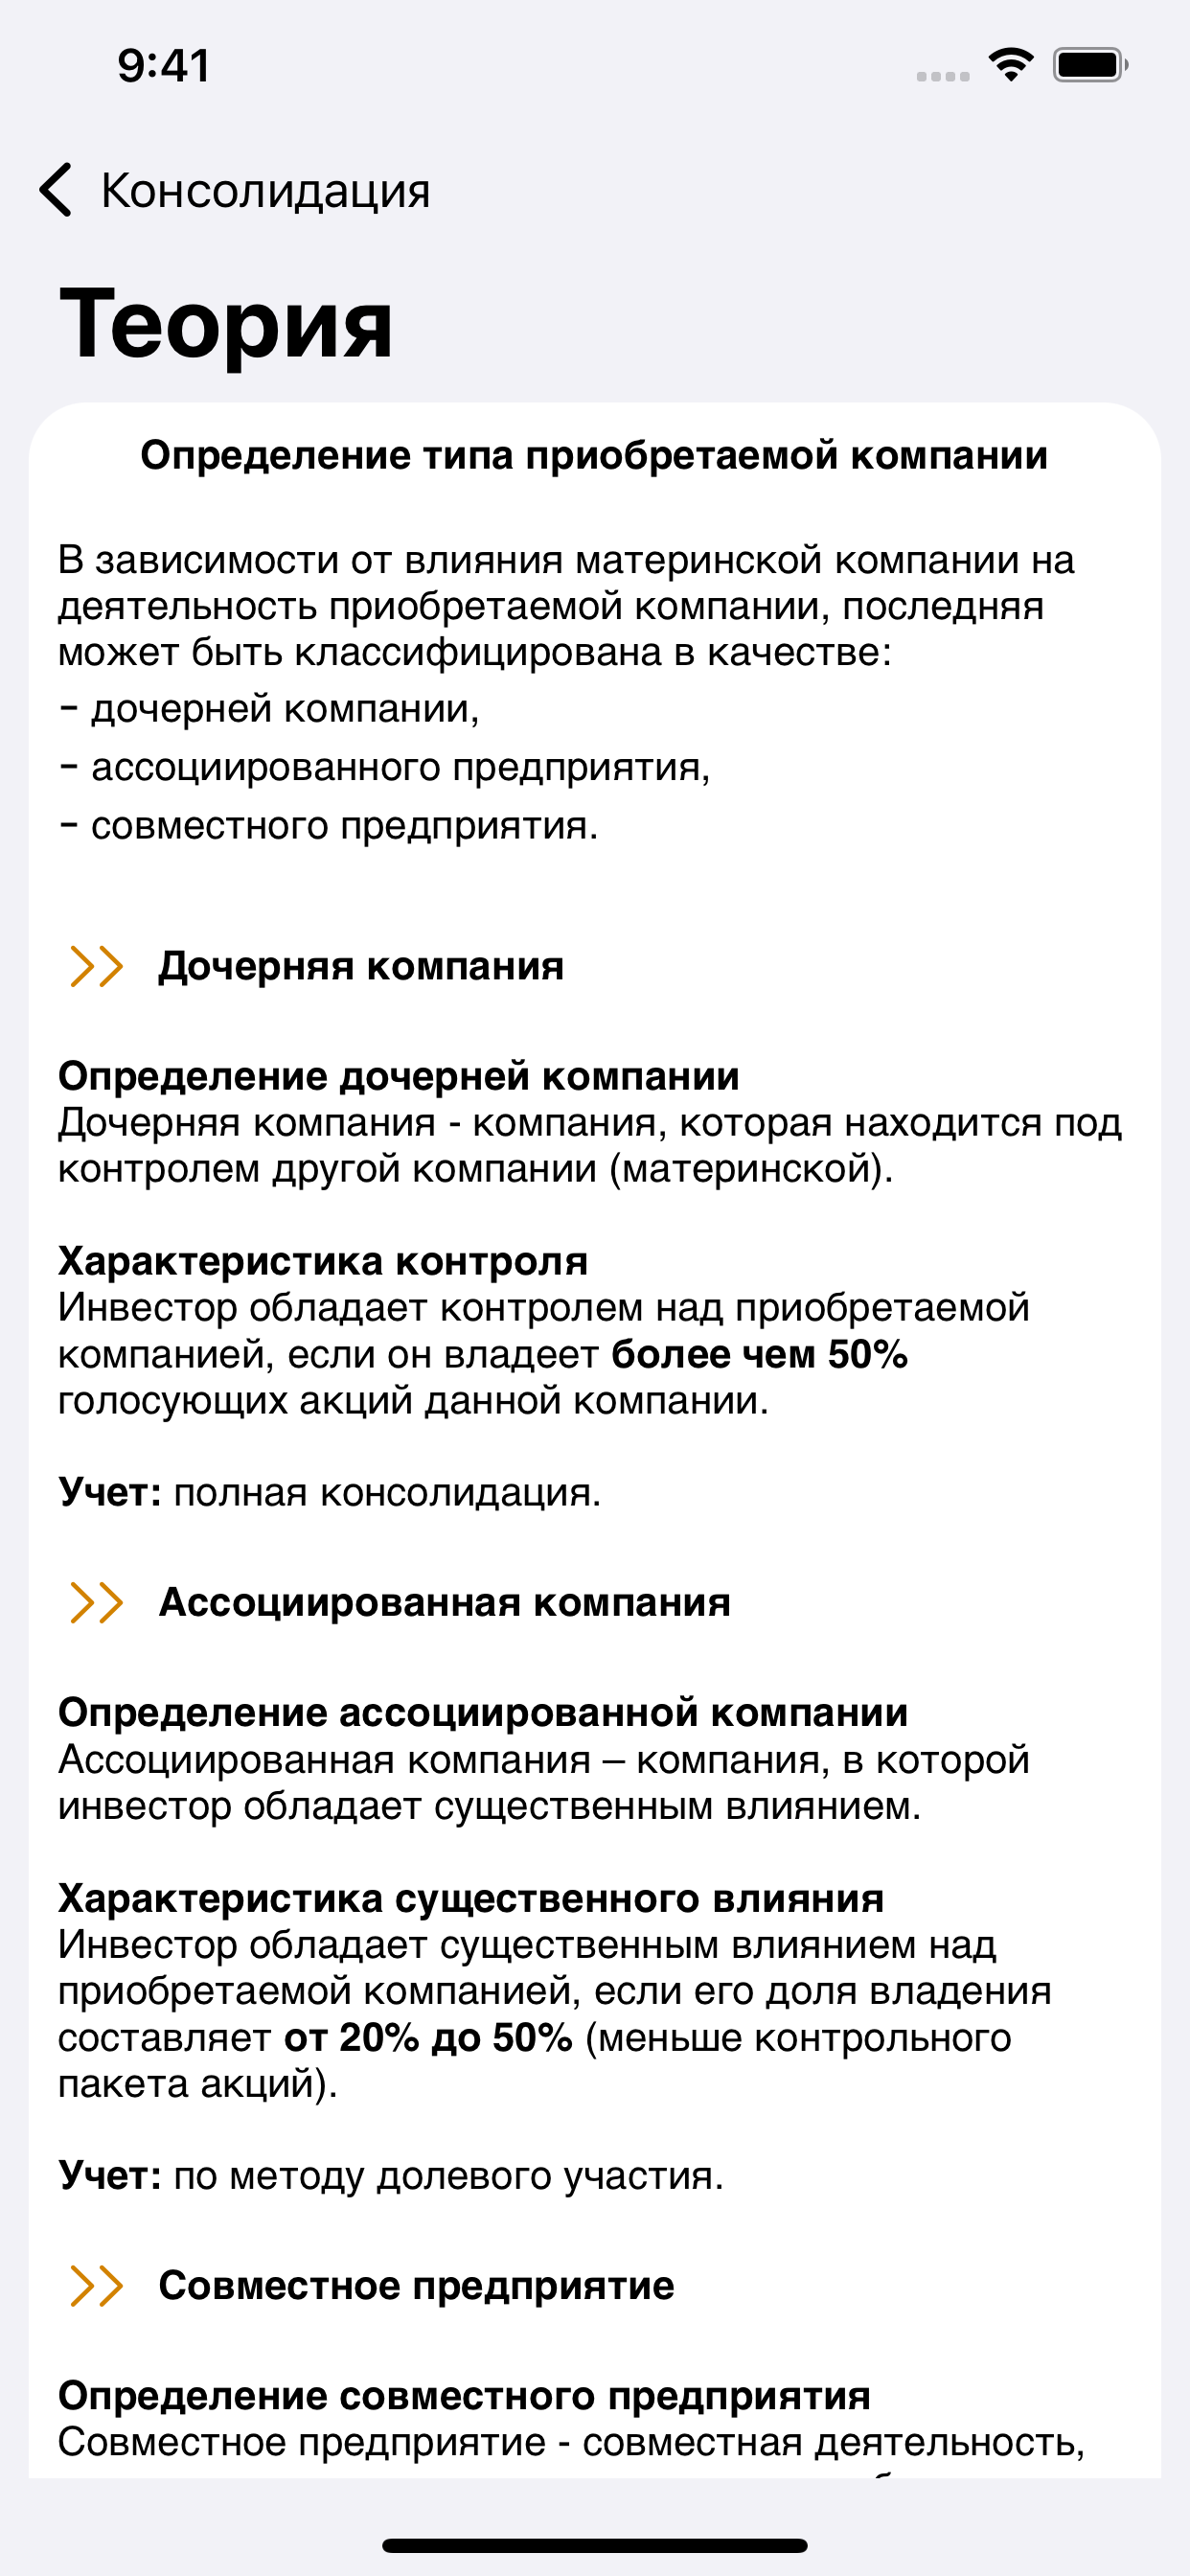 9:41
Консолидация
Теория
Определение типа приобретаемой компании
В зависимости от влияния материнской компании на
деятельность приобретаемой компании, последняя
может быть классифицирована в качестве:
- дочерней компании,
- ассоциированного предприятия,
- совместного предприятия.
Дочерняя компания
Определение дочерней компании
Дочерняя компания - компания, которая находится под
контролем другой компании (материнской).
Характеристика контроля
Инвестор обладает контролем над приобретаемой
компанией, если он владеет более чем 50%
голосующих акций данной компании.
Учет: полная консолидация.
Ассоциированная компания
Определение ассоциированной компании
Ассоциированная компания – компания, в которой
инвестор обладает существенным влиянием.
Характеристика существенного влияния
Инвестор обладает существенным влиянием над
приобретаемой компанией, если его доля владения
составляет от 20% до 50% (меньше контрольного
пакета акций).
Учет: по методу долевого участия.
Совместное предприятие
Определение совместного предприятия
Совместное предприятие - совместная деятельность,